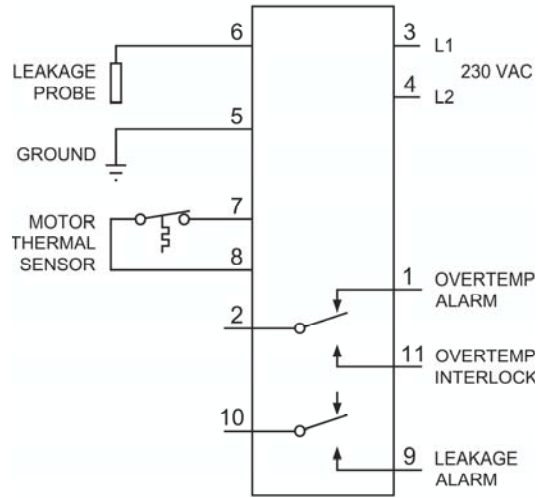 6
3
L1
LEAKAGE
PROBE
230 VAC
4
L2
5
GROUND
7
MOTOR
THERMAL
SENSOR
8
1
OVERTEMP
ALARM
2
11
OVERTEMP
INTERLOCK
10
9
LEAKAGE
ALARM